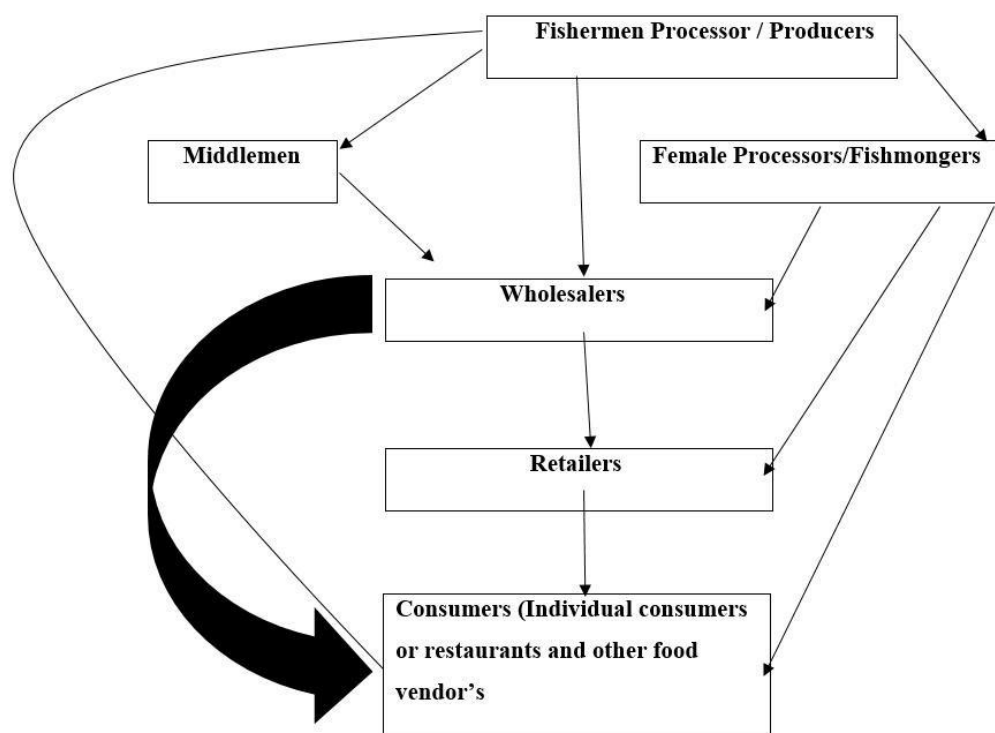 Fishermen Processor / Producers
Middlemen
Female Processors/Fishmongers
Wholesalers
Retailers
Consumers (Individual consumers
or restaurants and other food
vendor’s